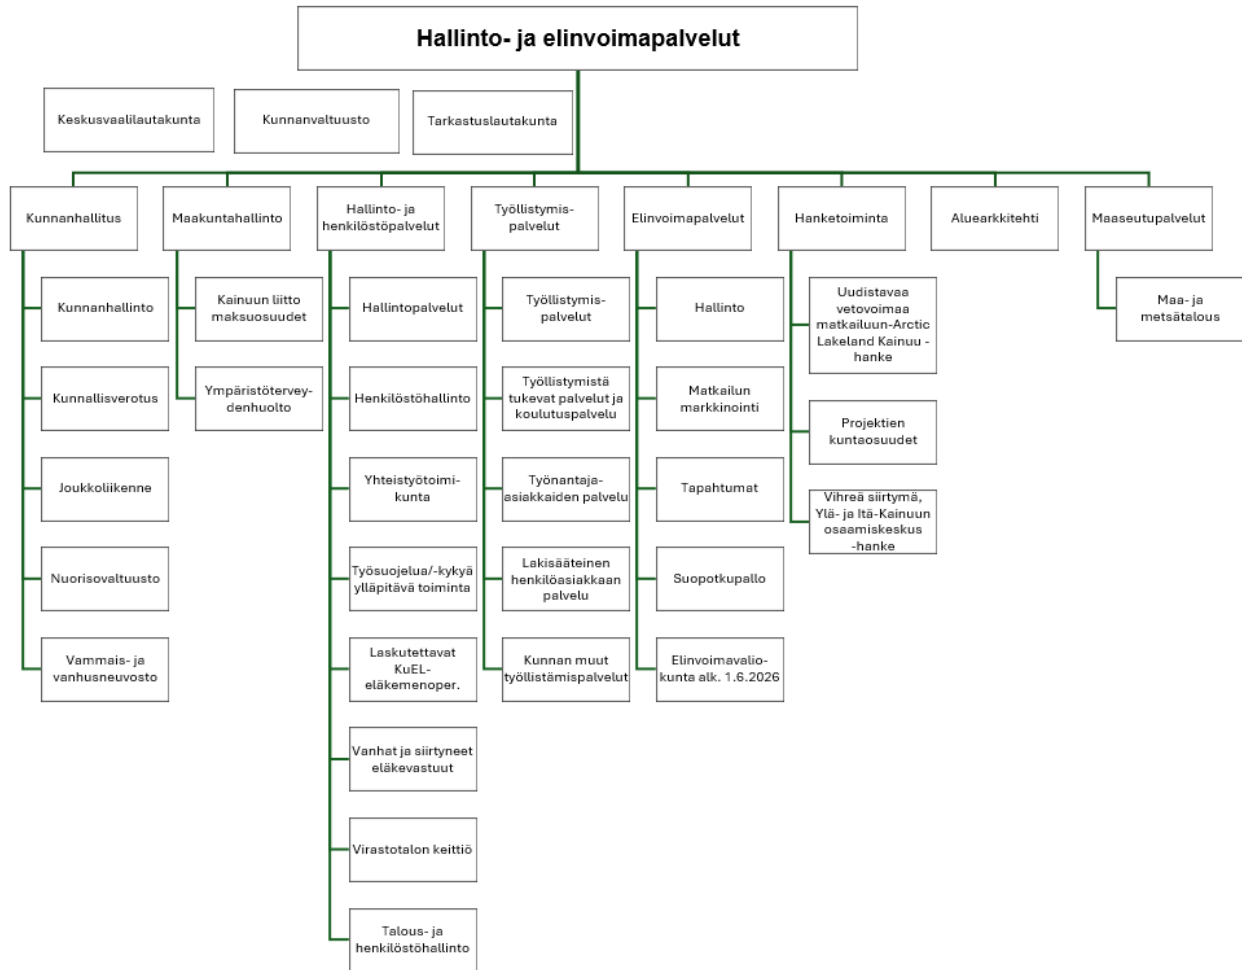 Hallinto- ja elinvoimapalvelut
Keskusvaalilautakunta
Kunnanvaltuusto
Tarkastuslautakunta
Kunnanhallitus
Maakuntahallinto
Hallinto- ja
henkilöstöpalvelut
Työllistymis-
palvelut
Elinvoimapalvelut
Hanketoiminta
Aluearkkitehti
Maaseutupalvelut
Kunnanhallinto
Kunnallisverotus
Joukkoliikenne
Nuorisovaltuusto
Vammais- ja
vanhusneuvosto
Kainuun liitto
maksuosuudet
Ympäristötervey-
denhuolto
Hallintopalvelut
Henkilöstöhallinto
Yhteistyötoimi-
kunta
Työsuojelua/-kykyä
ylläpitävä toiminta
Laskutettavat
KuEL-
eläkemenoper.
Vanhat ja siirtyneet
eläkevastuut
Virastotalon keittiö
Talous- ja
henkilöstöhallinto
Työllistymis-
palvelut
Työllistymistä
tukevat palvelut ja
koulutuspalvelu
Työnantaja-
asiakkaiden palvelu
Lakisääteinen
henkilöasiakkaan
palvelu
Kunnan muut
työllistämispalvelut
Hallinto
Matkailun
markkinointi
Tapahtumat
Suopotkupallo
Elinvoimavalio-
kunta alk. 1.6.2026
Uudistavaa
vetovoimaa
matkailuun-Arctic
Lakeland Kainuu -
hanke
Projektien
kuntaosuudet
Vihreä siirtymä,
Ylä- ja Itä-Kainuun
osaamiskeskus
-hanke
Maa- ja
metsätalous